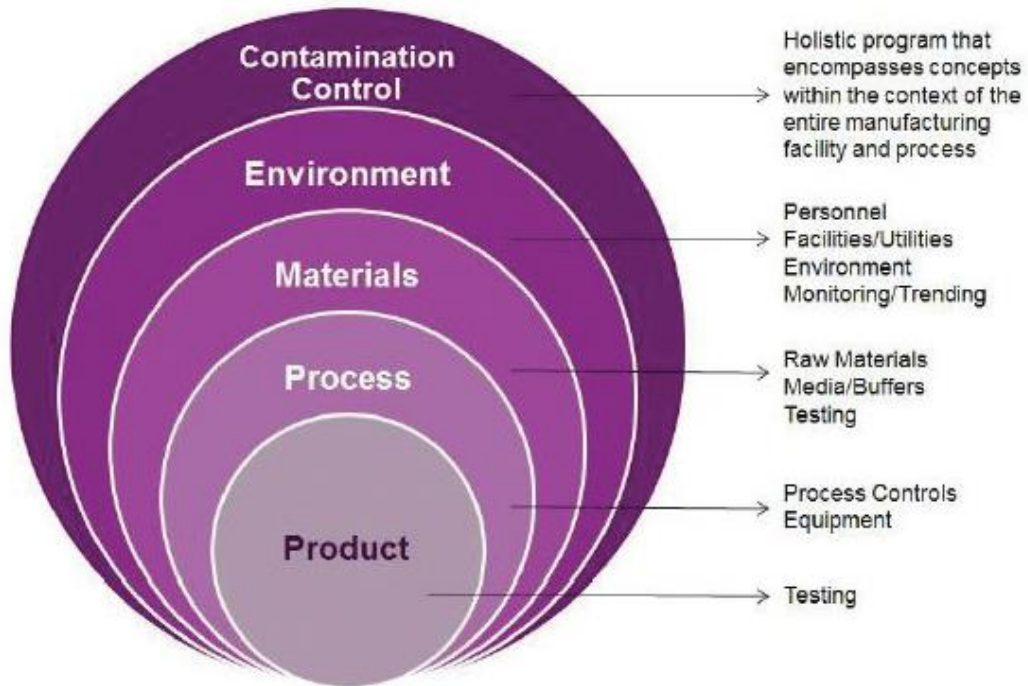 Contamination
Control
Holistic program that
encompasses concepts
within the context of the
entire manufacturing
facility and process
Environment
Personnel
Facilities/Utilities
Environment
Monitoring/Trending
Materials
Raw Materials
Media/Buffers
Testing
Process
Process Controls
Equipment
Product
Testing